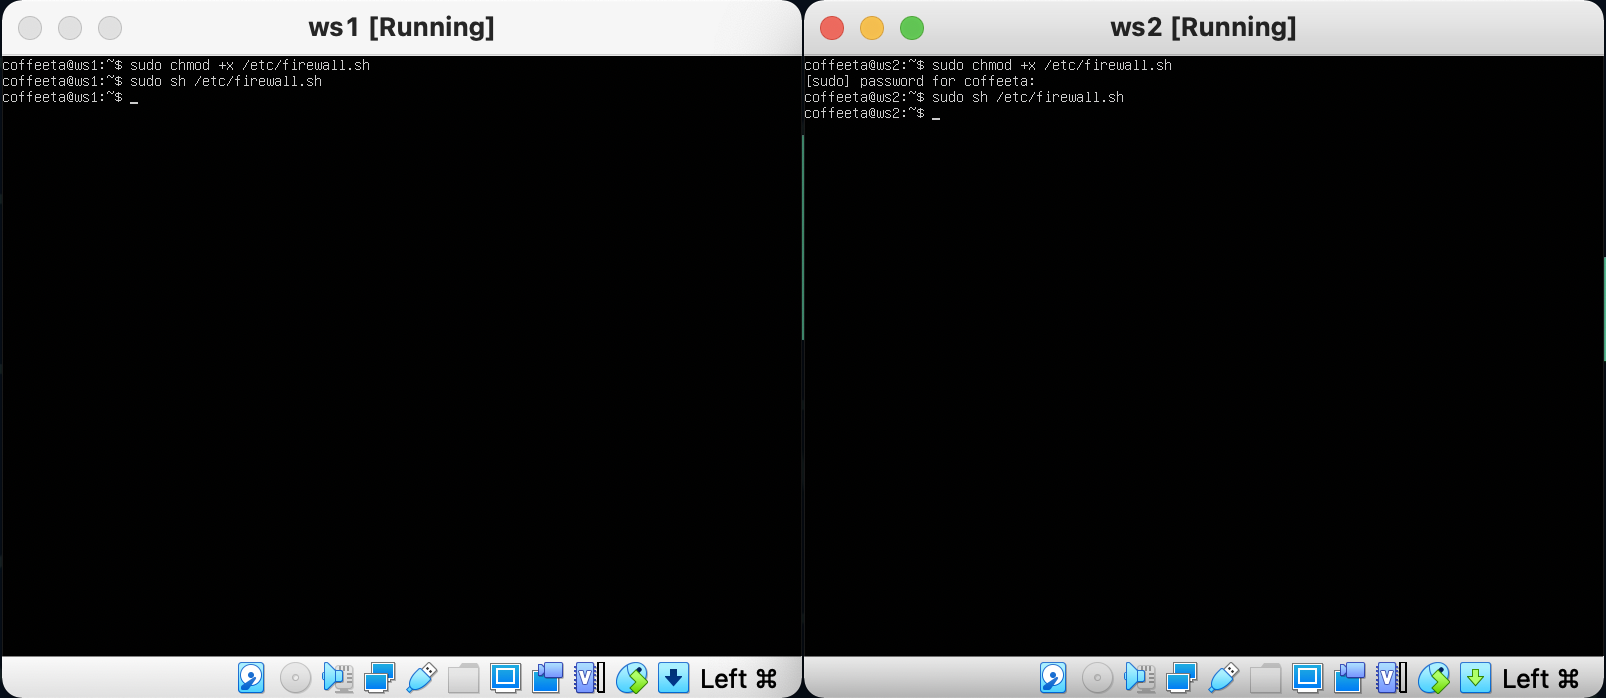 ws1 [Running]
coffeeta@ws1:~$ sudo chmod +x /etc/firewall.sh
coffeeta@ws1:~$ sudo sh /etc/firewall.sh
coffeeta@ws1:~$ _
Left ⌘
ws2 [Running]
coffeeta@ws2:~$ sudo chmod +x /etc/firewall.sh
[sudo] password for coffeeta:
coffeeta@ws2:~$ sudo sh /etc/firewall.sh
coffeeta@ws2:~$ _
Left ⌘